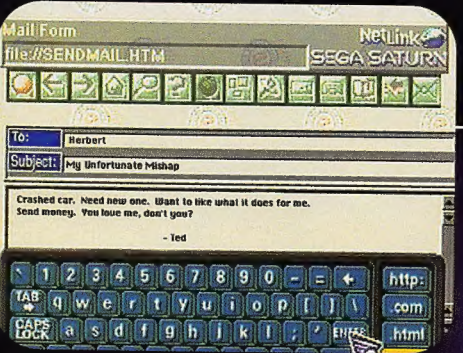 Mail Form
NetLink
file://SENDMAIL.HTM
SEGA SATURN
To: Herbert
Subject: My Unfortunate Mishap
Crashed car. Need new one. Want to like what it does for me.
Send money. You love me, don't you?
- Ted
` 1 2 3 4 5 6 7 8 9 0 - = http:
TAB q w e r t y u i o p [ ] \ .com
CAPS LOCK a s d f g h j k l ; ' ENTER .html